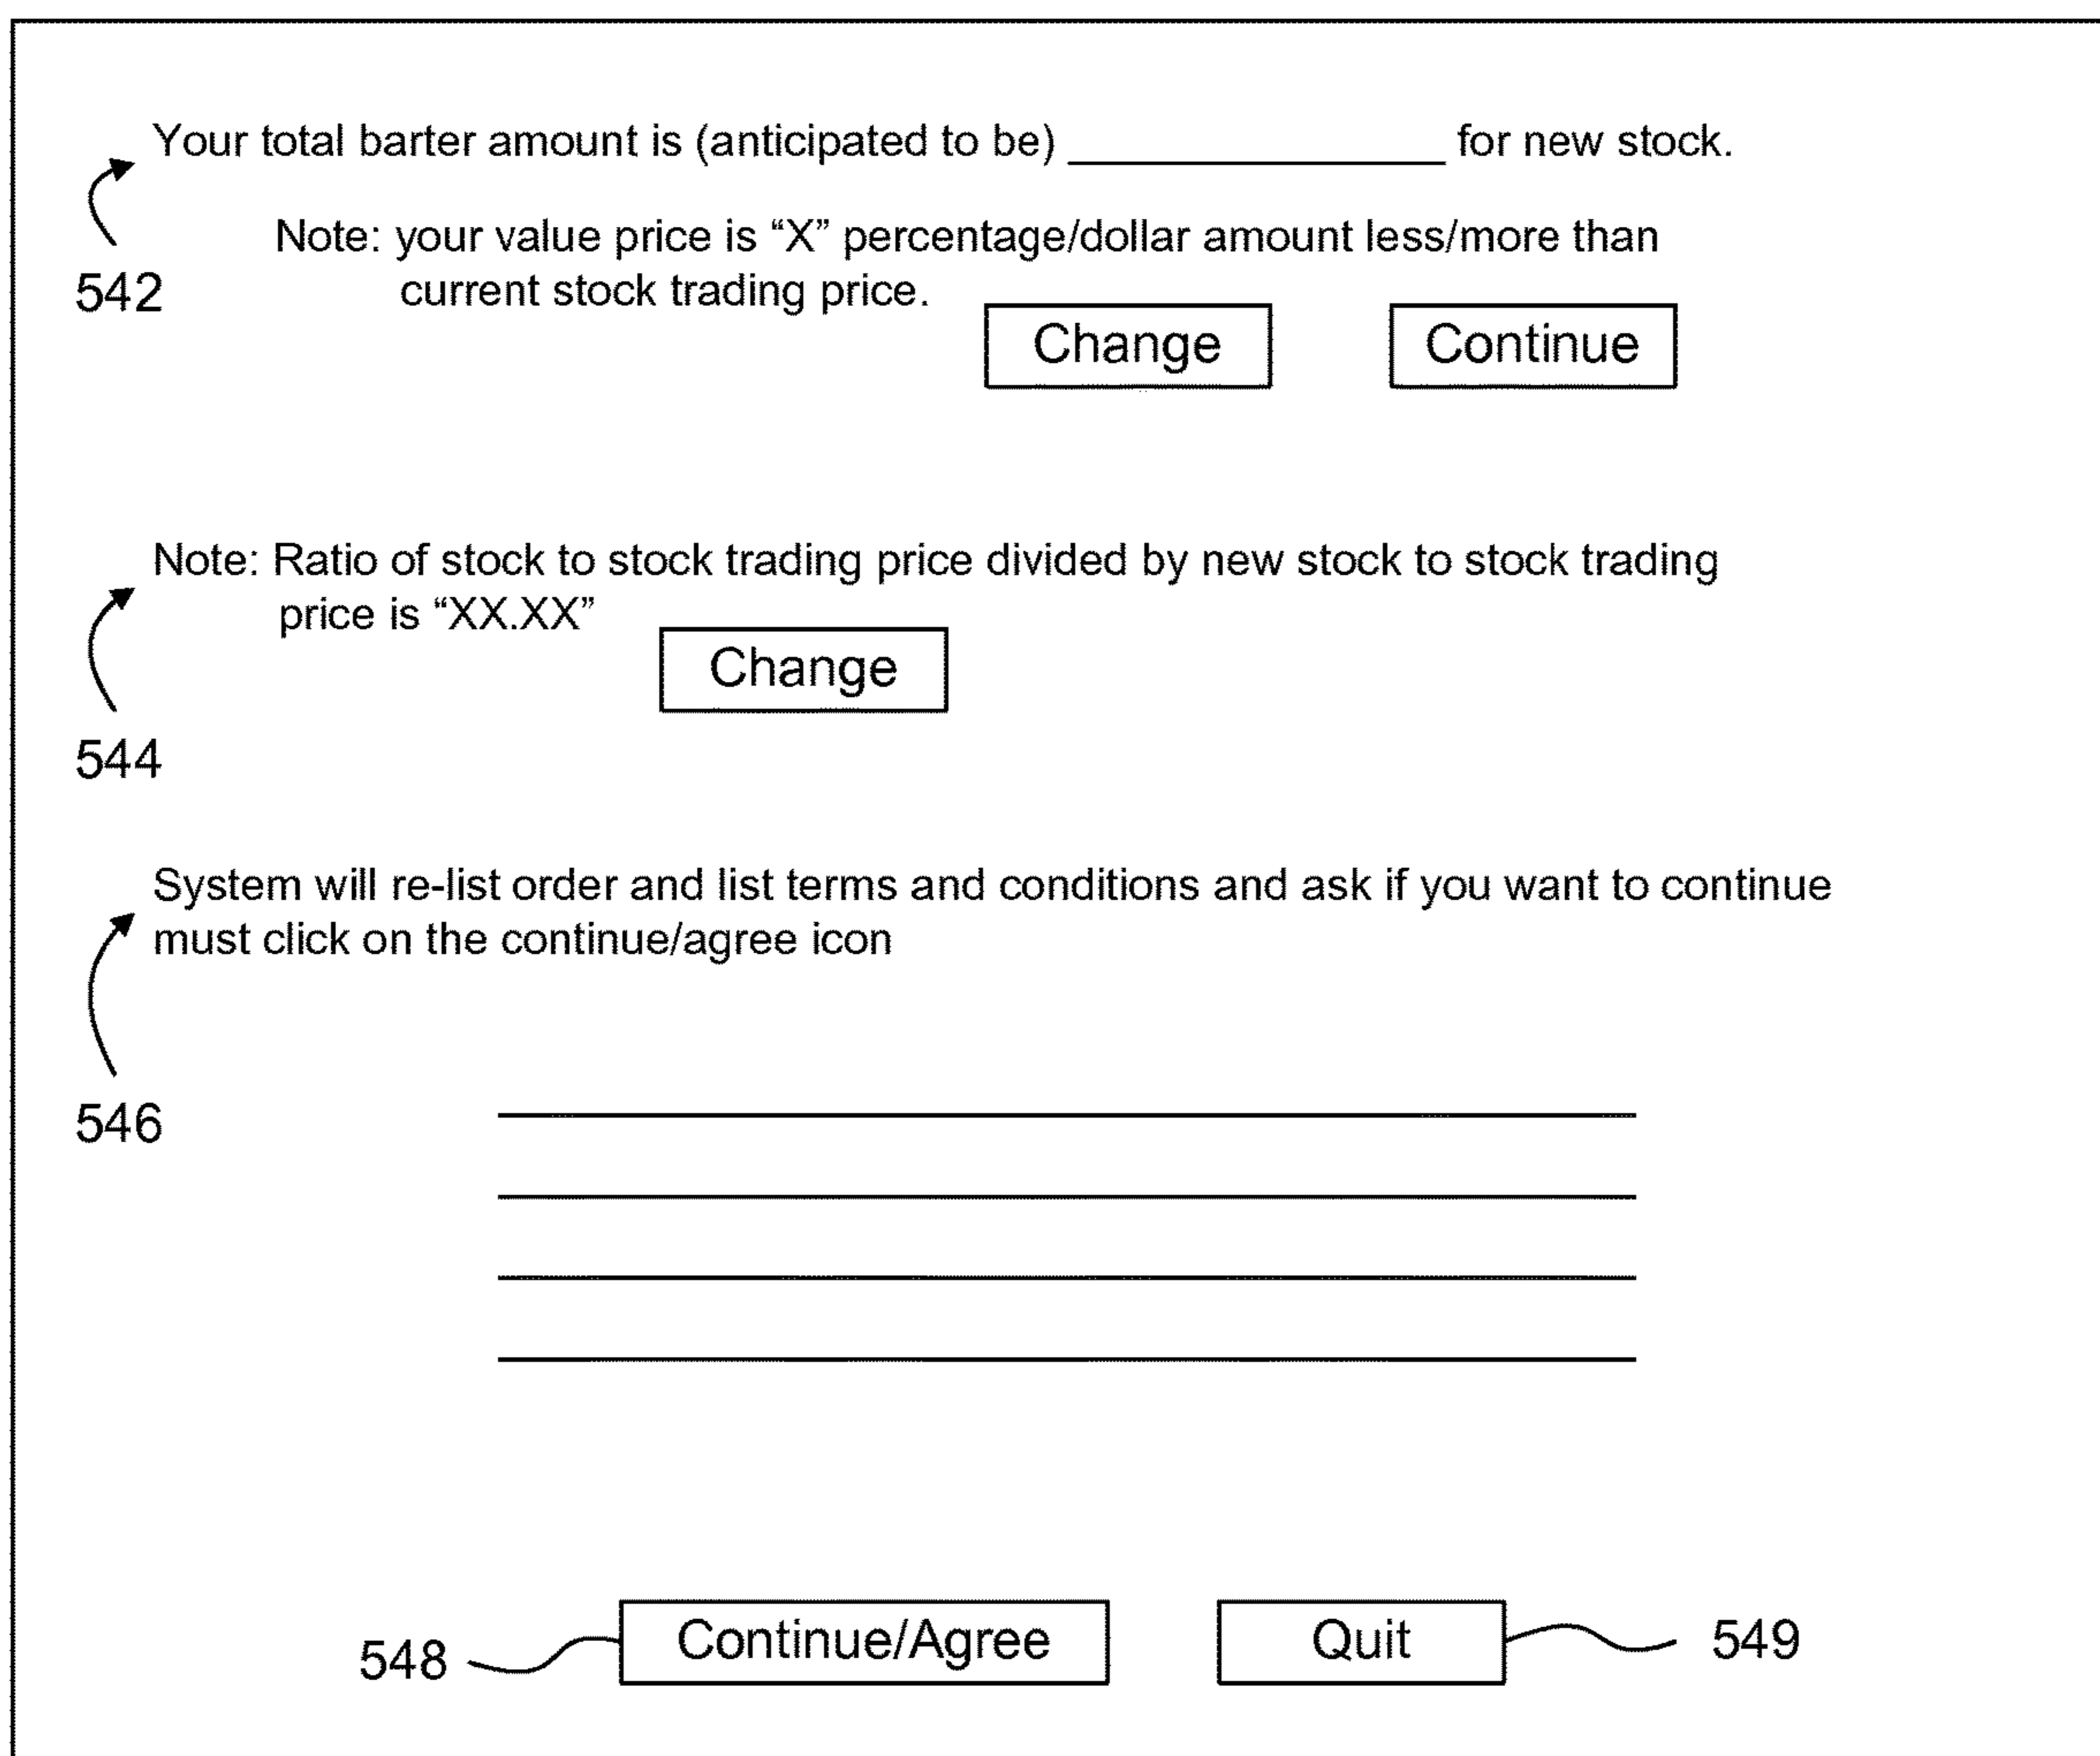 Your total barter amount is (anticipated to be) ________________ for new stock.
Note: your value price is “X” percentage/dollar amount less/more than
542
current stock trading price.
Change
Continue
Note: Ratio of stock to stock trading price divided by new stock to stock trading
price is “XX.XX”
Change
544
System will re-list order and list terms and conditions and ask if you want to continue
must click on the continue/agree icon
546
548
Continue/Agree
Quit
549